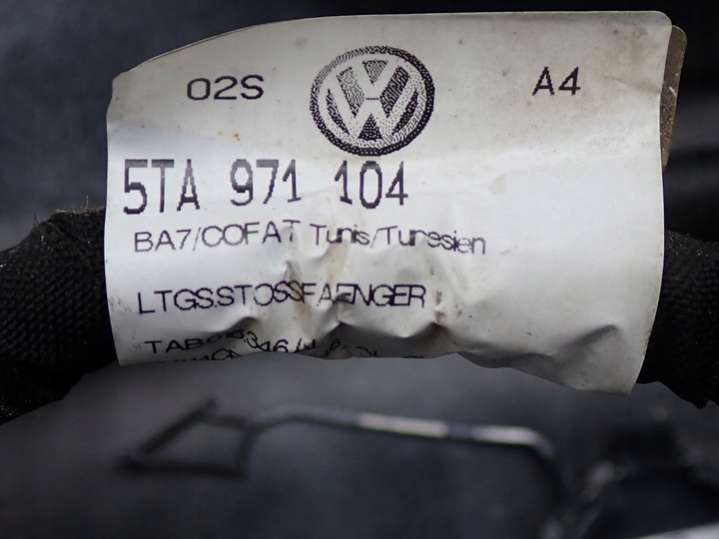 02S A4
5TA 971 104
BA7/COFAT Tunis/Tunesien
LTGS.STOSSFAENGER